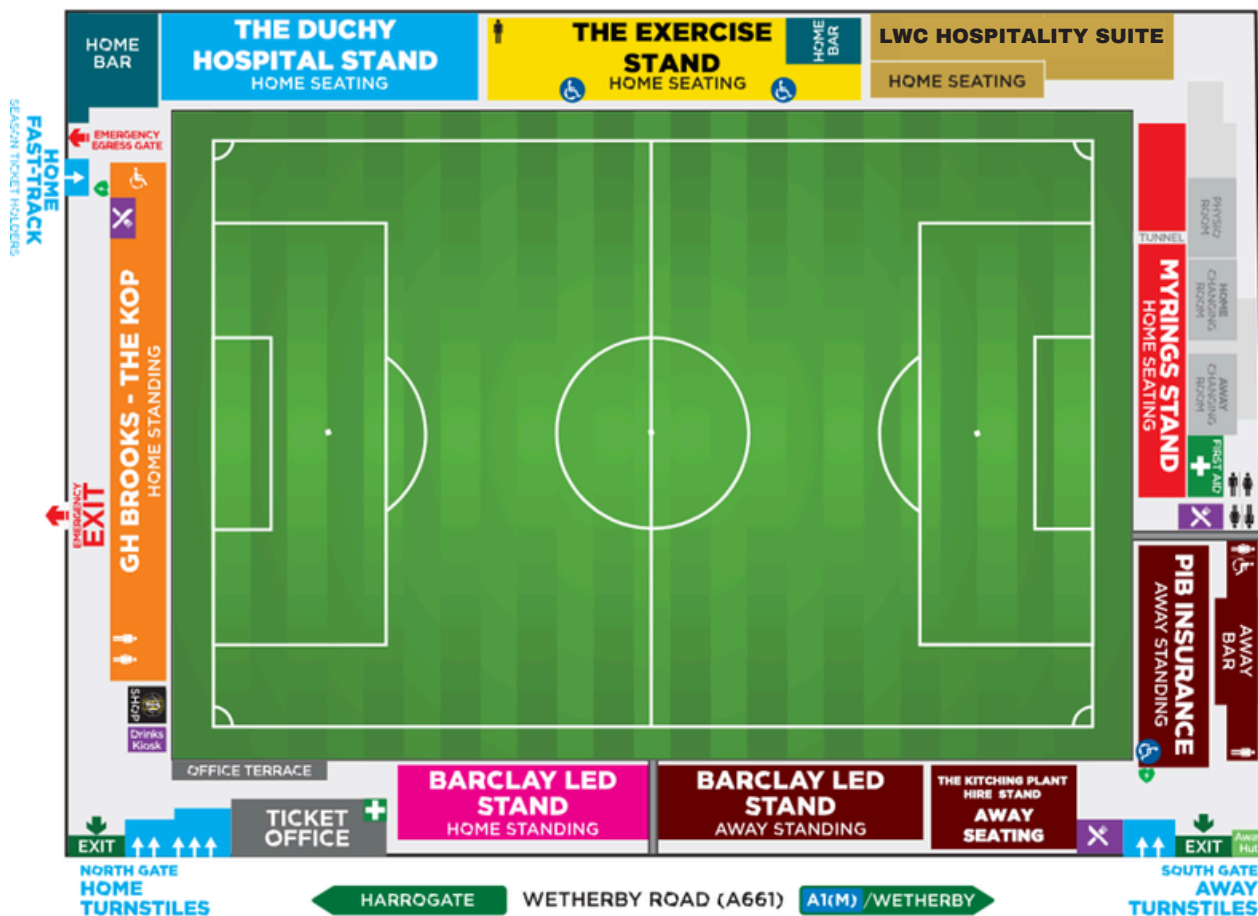 HOME
BAR
THE DUCHY
HOSPITAL STAND
HOME SEATING
THE EXERCISE
STAND
HOME SEATING
HOME
BAR
LWC HOSPITALITY SUITE
HOME SEATING
EMERGENCY
EGRESS GATE
HOME
FAST-TRACK
SEASON TICKET HOLDERS
GH BROOKS - THE KOP
HOME STANDING
EMERGENCY
EXIT
SHOP
Drinks
Kiosk
TUNNEL
MYRINGS STAND
HOME SEATING
PHYSIO
ROOM
HOME
CHANGING
ROOM
AWAY
CHANGING
ROOM
FIRST AID
PIB INSURANCE
AWAY STANDING
AWAY
BAR
OFFICE TERRACE
TICKET
OFFICE
BARCLAY LED
STAND
HOME STANDING
BARCLAY LED
STAND
AWAY STANDING
THE KITCHING PLANT
HIRE STAND
AWAY
SEATING
EXIT
EXIT
Away
Hut
NORTH GATE
HOME
TURNSTILES
HARROGATE
WETHERBY ROAD (A661)
A1(M) /WETHERBY
SOUTH GATE
AWAY
TURNSTILES